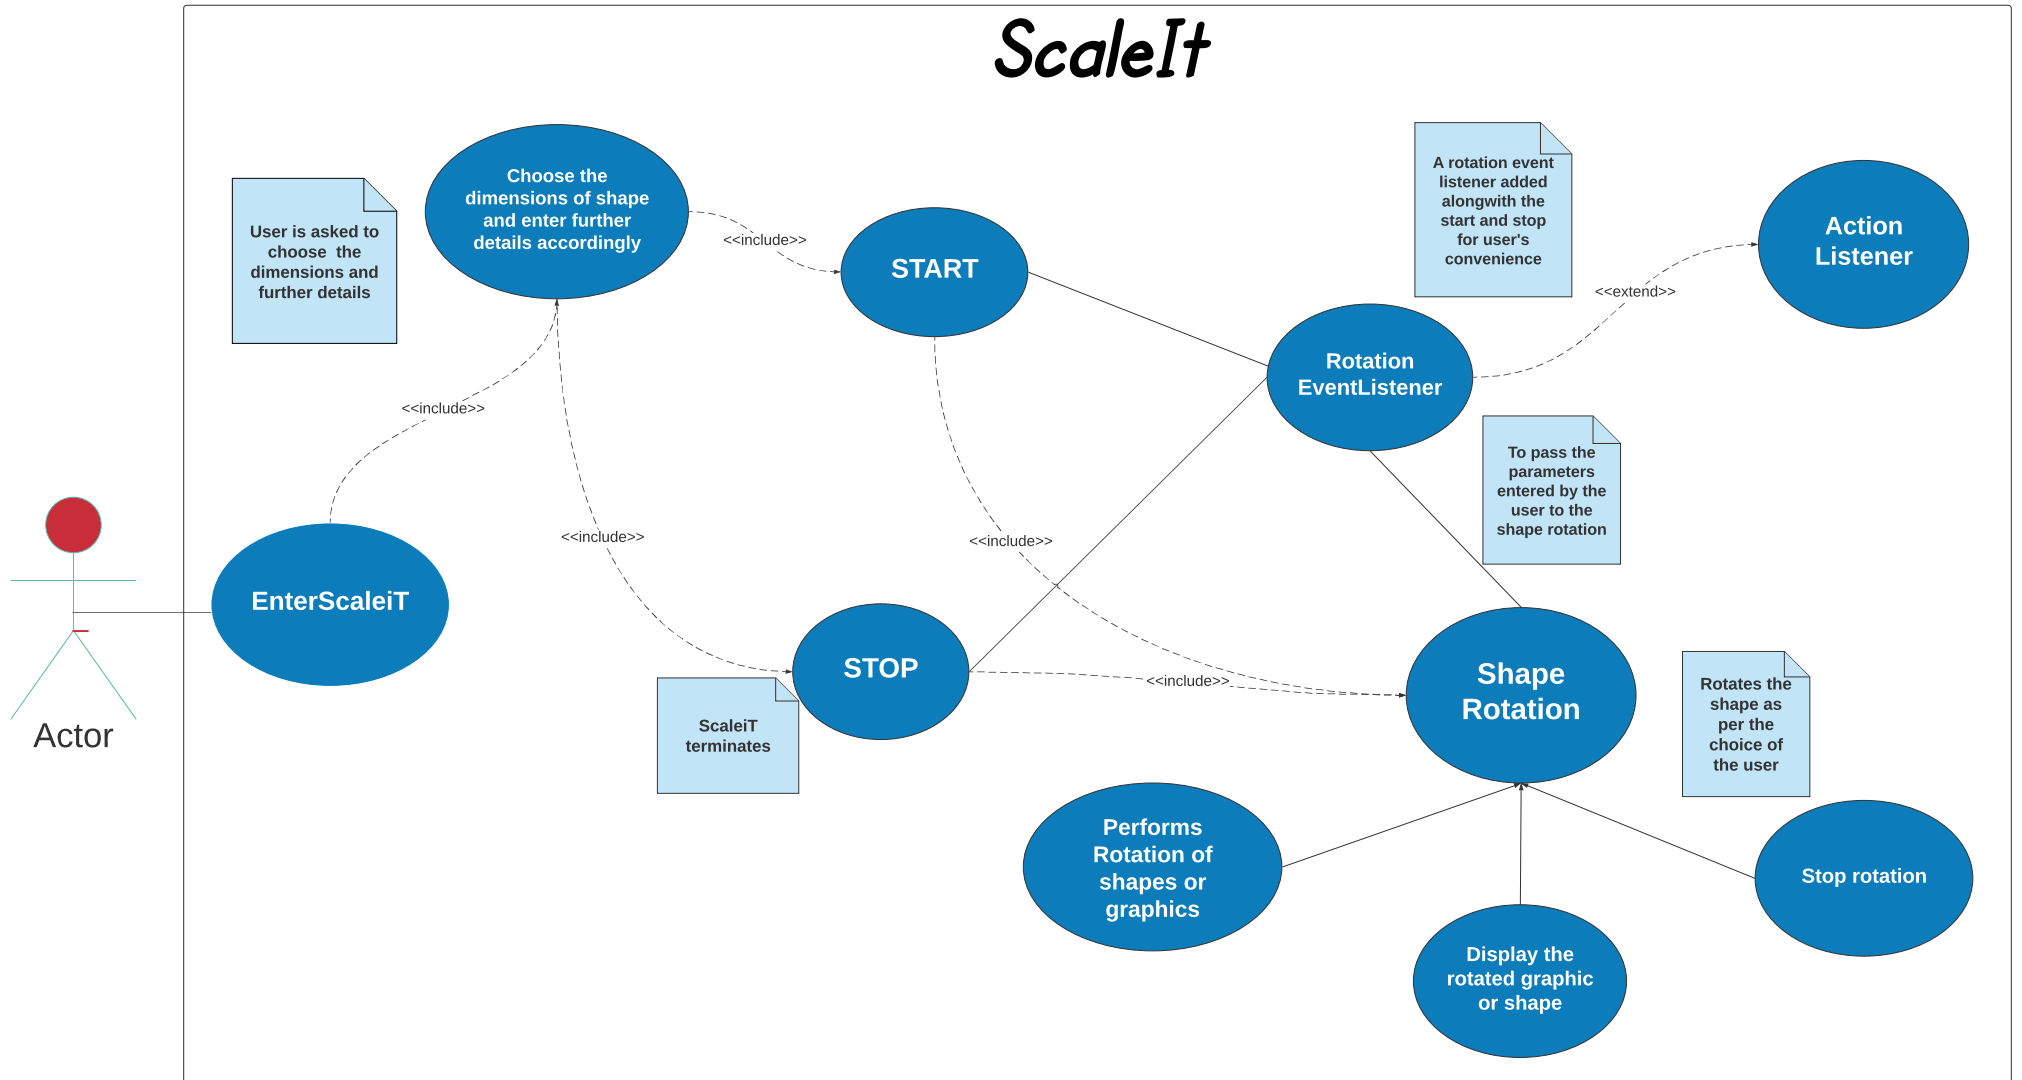 ScaleIt
User is asked to
choose  the
dimensions and
further details
Choose the
dimensions of shape
and enter further
details accordingly
<<include>>
START
A rotation event
listener added
alongwith the
start and stop
for user's
convenience
Action
Listener
<<extend>>
Rotation
EventListener
<<include>>
To pass the
parameters
entered by the
user to the
shape rotation
<<include>>
<<include>>
EnterScaleiT
Actor
STOP
<<include>>
ScaleiT
terminates
Shape
Rotation
Rotates the
shape as
per the
choice of
the user
Performs
Rotation of
shapes or
graphics
Stop rotation
Display the
rotated graphic
or shape